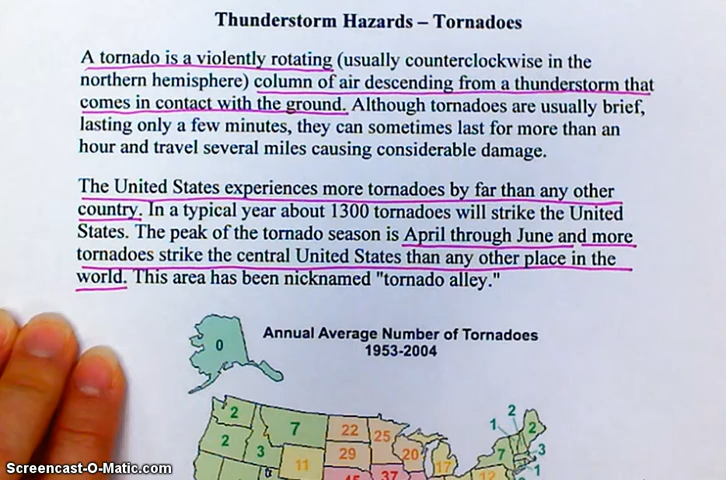 Thunderstorm Hazards – Tornadoes
A tornado is a violently rotating (usually counterclockwise in the
northern hemisphere) column of air descending from a thunderstorm that
comes in contact with the ground. Although tornadoes are usually brief,
lasting only a few minutes, they can sometimes last for more than an
hour and travel several miles causing considerable damage.
The United States experiences more tornadoes by far than any other
country. In a typical year about 1300 tornadoes will strike the United
States. The peak of the tornado season is April through June and more
tornadoes strike the central United States than any other place in the
world. This area has been nicknamed "tornado alley."
Annual Average Number of Tornadoes
1953-2004
0
2
2
7
22
25
1
2
2
2
3
11
29
20
17
7
3
1
0
37
12
Screencast-O-Matic.com